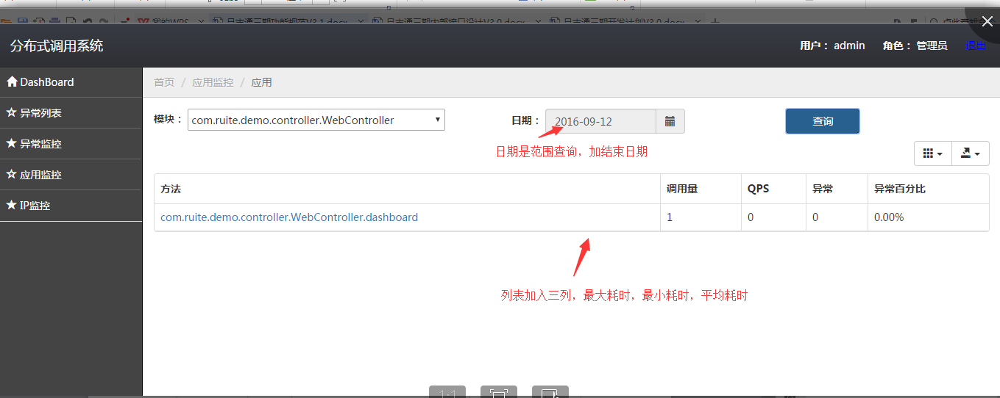 分布式调用系统
用户： admin 角色： 管理员 退出
DashBoard
异常列表
异常监控
应用监控
IP监控
首页 / 应用监控 / 应用
模块： com.ruite.demo.controller.WebController
日期： 2016-09-12
查询
日期是范围查询，加结束日期
方法 调用量 QPS 异常 异常百分比
com.ruite.demo.controller.WebController.dashboard 1 0 0 0.00%
列表加入三列，最大耗时，最小耗时，平均耗时